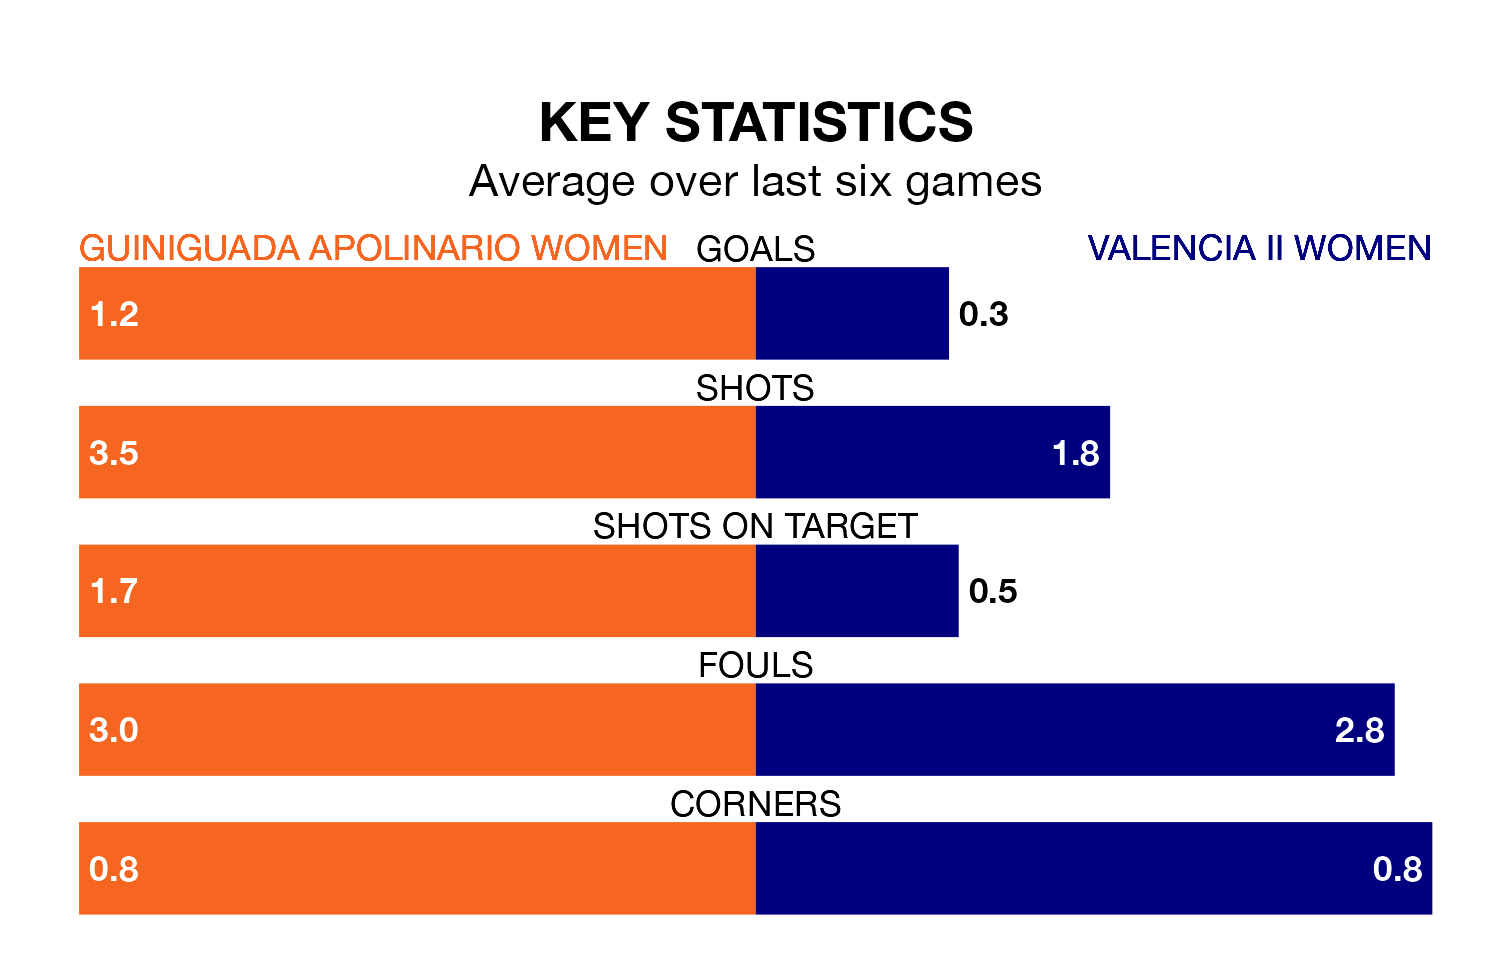 KEY STATISTICS
Average over last six games
GUINIGUADA APOLINARIO WOMEN GOALS VALENCIA II WOMEN
1.2 0.3
SHOTS
3.5 1.8
SHOTS ON TARGET
1.7 0.5
FOULS
3.0 2.8
CORNERS
0.8 0.8